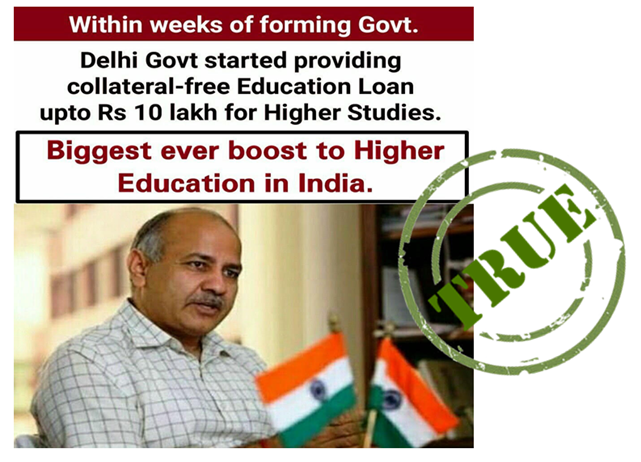 Within weeks of forming Govt.
Delhi Govt started providing
collateral-free Education Loan
upto Rs 10 lakh for Higher Studies.
Biggest ever boost to Higher
Education in India.
TRUE